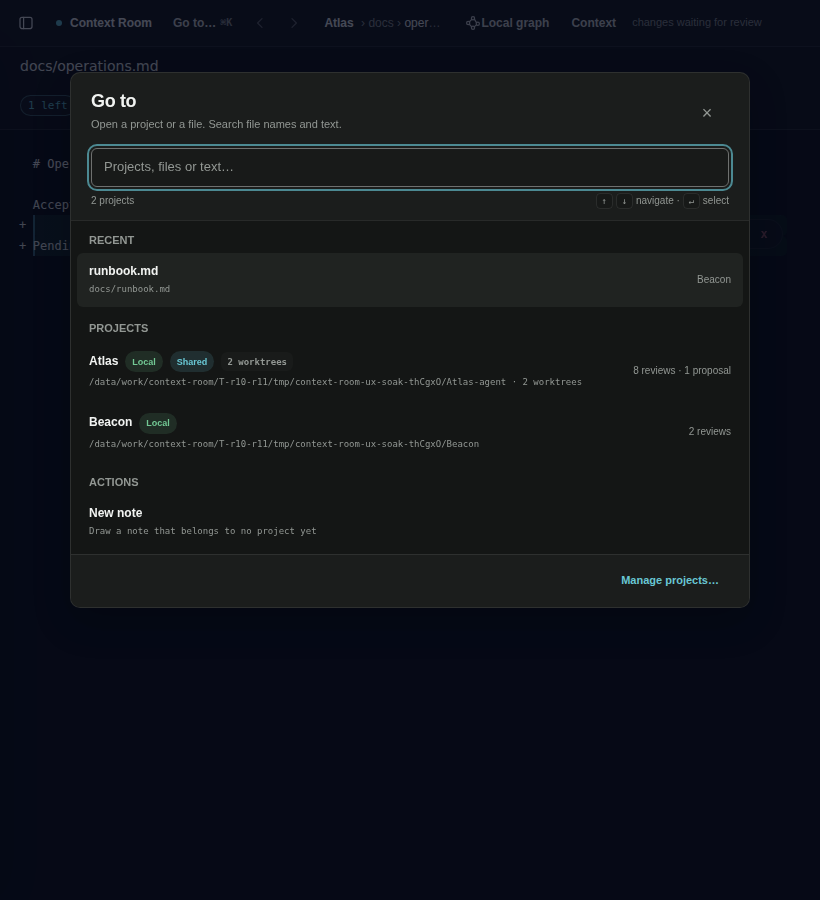 Context Room Go to… ⌘K Atlas › docs › oper… Local graph Context changes waiting for review
docs/operations.md
1 left
# Ope
Accep
+
+ Pendi
x
Go to
×
Open a project or a file. Search file names and text.
Projects, files or text…
2 projects
↑ ↓ navigate · ↵ select
RECENT
runbook.md
docs/runbook.md
Beacon
PROJECTS
Atlas Local Shared 2 worktrees
/data/work/context-room/T-r10-r11/tmp/context-room-ux-soak-thCgxO/Atlas-agent · 2 worktrees
8 reviews · 1 proposal
Beacon Local
/data/work/context-room/T-r10-r11/tmp/context-room-ux-soak-thCgxO/Beacon
2 reviews
ACTIONS
New note
Draw a note that belongs to no project yet
Manage projects…